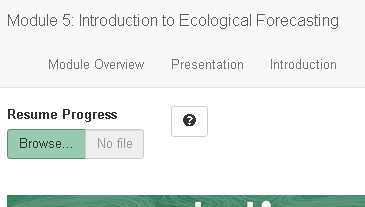 Module 5: Introduction to Ecological Forecasting
Module Overview Presentation Introduction
Resume Progress
Browse... No file
?